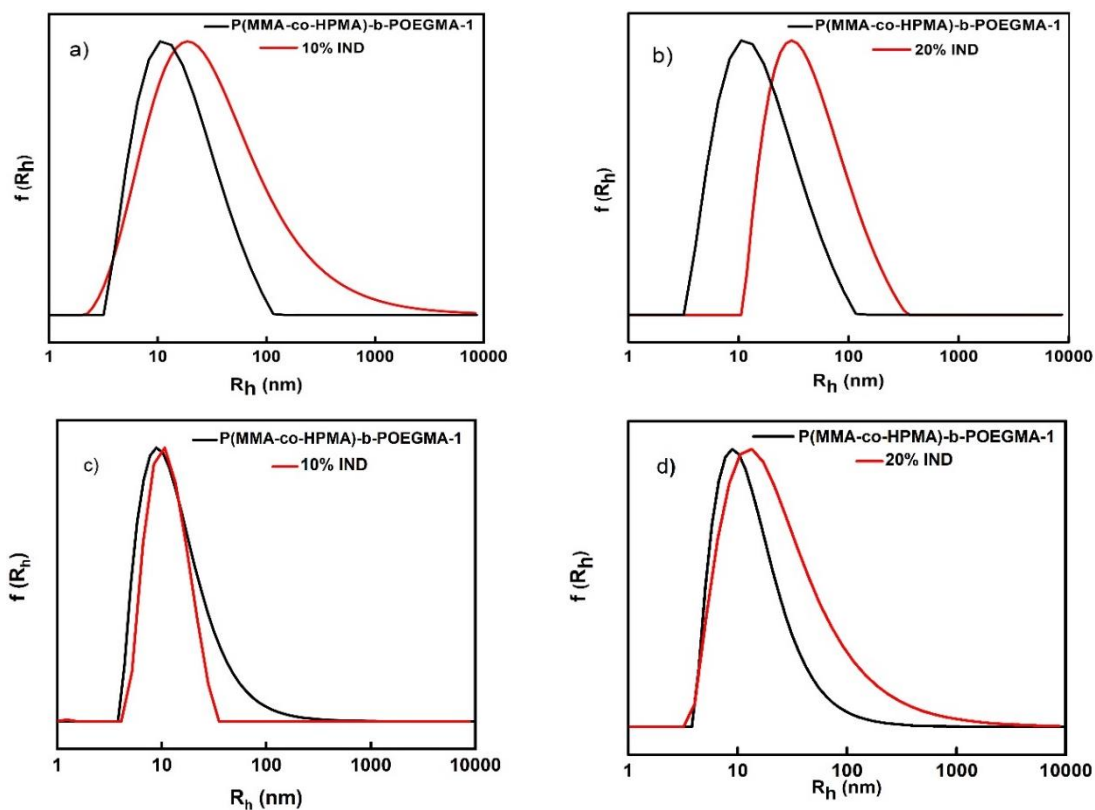 a)
P(MMA-co-HPMA)-b-POEGMA-1
10% IND
f (Rh)
1 10 100 1000 10000
Rh (nm)
b)
P(MMA-co-HPMA)-b-POEGMA-1
20% IND
f (Rh)
1 10 100 1000 10000
Rh (nm)
c)
P(MMA-co-HPMA)-b-POEGMA-1
10% IND
f (Rh)
1 10 100 1000 10000
Rh (nm)
d)
P(MMA-co-HPMA)-b-POEGMA-1
20% IND
f (Rh)
1 10 100 1000 10000
Rh (nm)